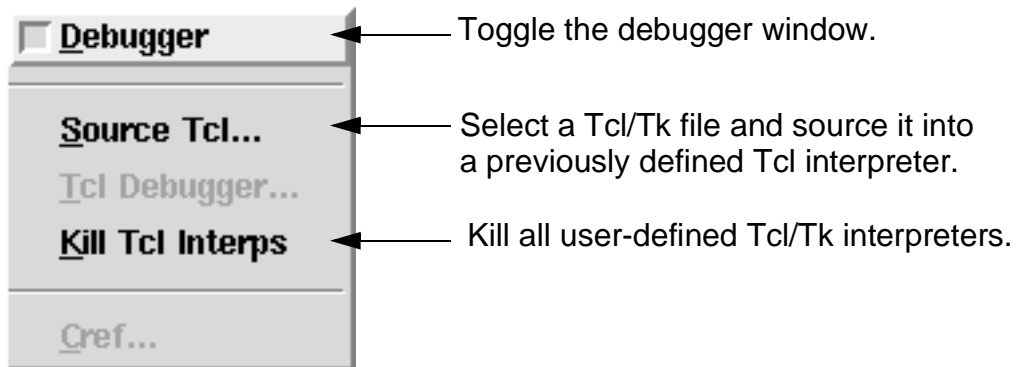 Debugger
Toggle the debugger window.
Source Tcl...
Select a Tcl/Tk file and source it into
a previously defined Tcl interpreter.
Tcl Debugger...
Kill Tcl Interps
Kill all user-defined Tcl/Tk interpreters.
Cref...